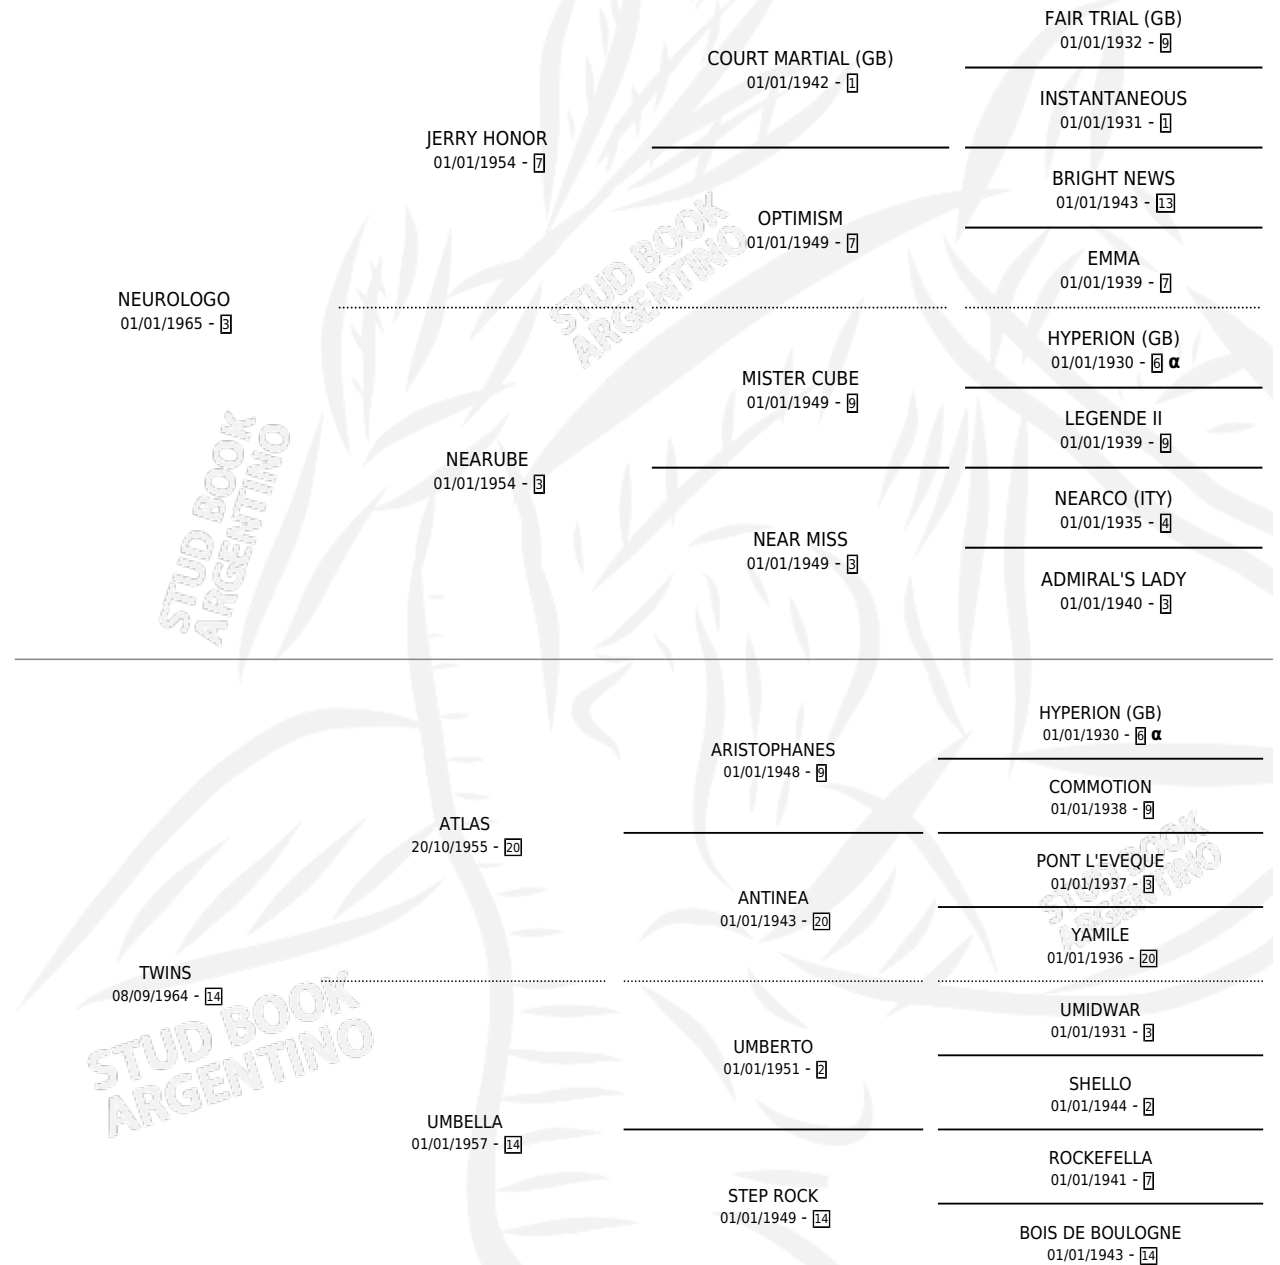 FAIR TRIAL (GB)
01/01/1932 - 9
COURT MARTIAL (GB)
01/01/1942 - 1
INSTANTANEOUS
01/01/1931 - 1
JERRY HONOR
01/01/1954 - 7
BRIGHT NEWS
01/01/1943 - 13
OPTIMISM
01/01/1949 - 7
EMMA
01/01/1939 - 7
NEUROLOGO
01/01/1965 - 3
HYPERION (GB)
01/01/1930 - 6 α
MISTER CUBE
01/01/1949 - 9
LEGENDE II
01/01/1939 - 9
NEARUBE
01/01/1954 - 3
NEARCO (ITY)
01/01/1935 - 4
NEAR MISS
01/01/1949 - 3
ADMIRAL'S LADY
01/01/1940 - 3
HYPERION (GB)
01/01/1930 - 6 α
ARISTOPHANES
01/01/1948 - 9
COMMOTION
01/01/1938 - 9
ATLAS
20/10/1955 - 20
PONT L'EVEQUE
01/01/1937 - 3
ANTINEA
01/01/1943 - 20
YAMILE
01/01/1936 - 20
TWINS
08/09/1964 - 14
UMIDWAR
01/01/1931 - 3
UMBERTO
01/01/1951 - 2
SHELLO
01/01/1944 - 2
UMBELLA
01/01/1957 - 14
ROCKEFELLA
01/01/1941 - 7
STEP ROCK
01/01/1949 - 14
BOIS DE BOULOGNE
01/01/1943 - 14
STUD BOOK
ARGENTINO
STUD BOOK
ARGENTINO
STUD BOOK
ARGENTINO
STUD BOOK
ARGENTINO